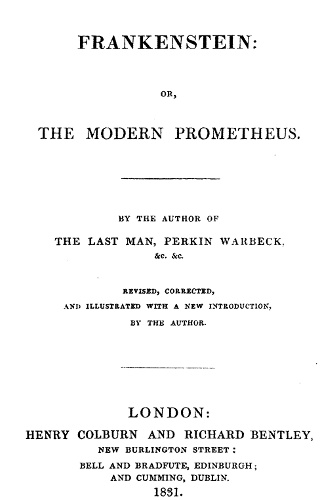 FRANKENSTEIN:
OR,
THE MODERN PROMETHEUS.
BY THE AUTHOR OF
THE LAST MAN, PERKIN WARBECK,
&c. &c.
REVISED, CORRECTED,
AND ILLUSTRATED WITH A NEW INTRODUCTION,
BY THE AUTHOR.
LONDON:
HENRY COLBURN AND RICHARD BENTLEY,
NEW BURLINGTON STREET:
BELL AND BRADFUTE, EDINBURGH;
AND CUMMING, DUBLIN.
1831.